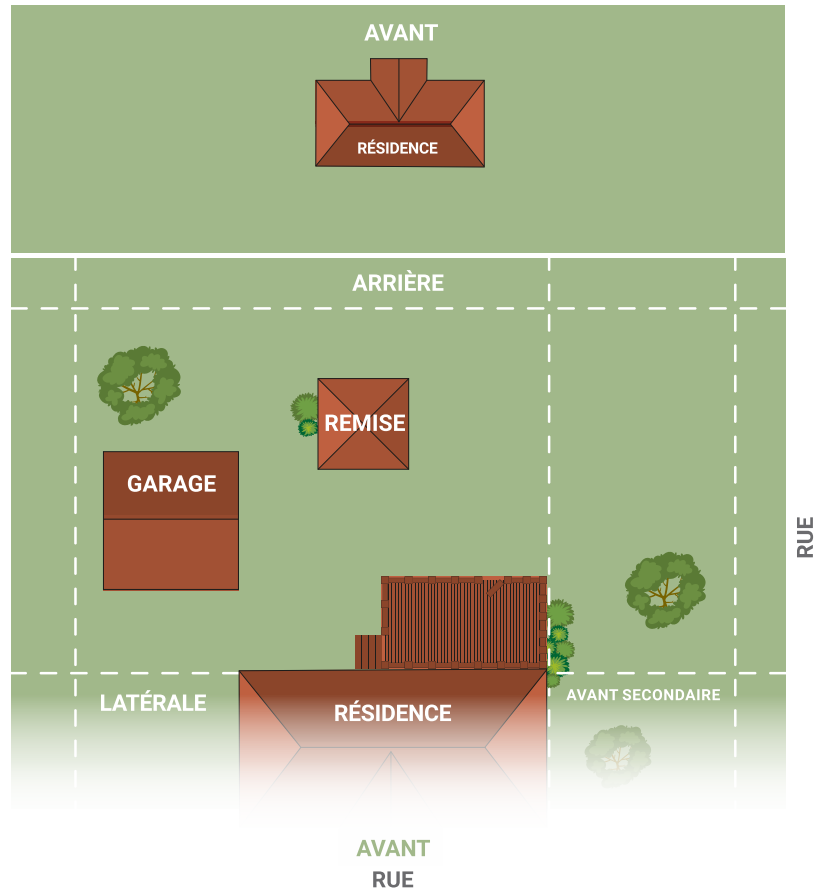 AVANT
RÉSIDENCE
ARRIÈRE
REMISE
GARAGE
RUE
LATÉRALE
RÉSIDENCE
AVANT SECONDAIRE
AVANT
RUE